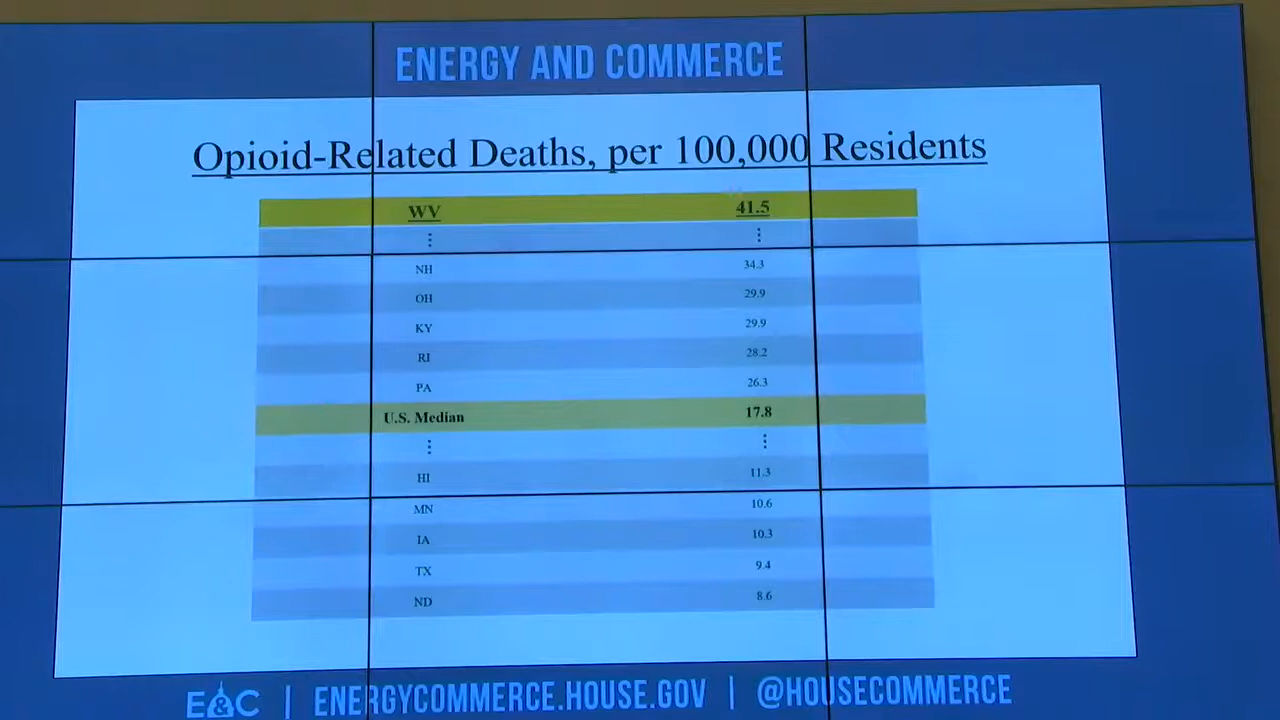 ENERGY AND COMMERCE
Opioid-Related Deaths, per 100,000 Residents
WV 41.5
⋮ ⋮
NH 34.3
OH 29.9
KY 29.9
RI 28.2
PA 26.3
U.S. Median 17.8
⋮ ⋮
HI 11.3
MN 10.6
IA 10.3
TX 9.4
ND 8.6
E&C | ENERGYCOMMERCE.HOUSE.GOV | @HOUSECOMMERCE